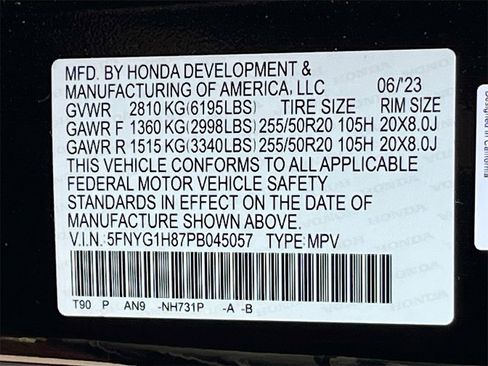 MFD. BY HONDA DEVELOPMENT &
MANUFACTURING OF AMERICA, LLC 06/'23
GVWR 2810 KG(6195LBS) TIRE SIZE RIM SIZE
GAWR F 1360 KG(2998LBS) 255/50R20 105H 20X8.0J
GAWR R 1515 KG(3340LBS) 255/50R20 105H 20X8.0J
THIS VEHICLE CONFORMS TO ALL APPLICABLE
FEDERAL MOTOR VEHICLE SAFETY
STANDARDS IN EFFECT ON THE DATE OF
MANUFACTURE SHOWN ABOVE.
V.I.N.:5FNYG1H87PB045057 TYPE:MPV
T90 P AN9 -NH731P -A -B
Designed in California